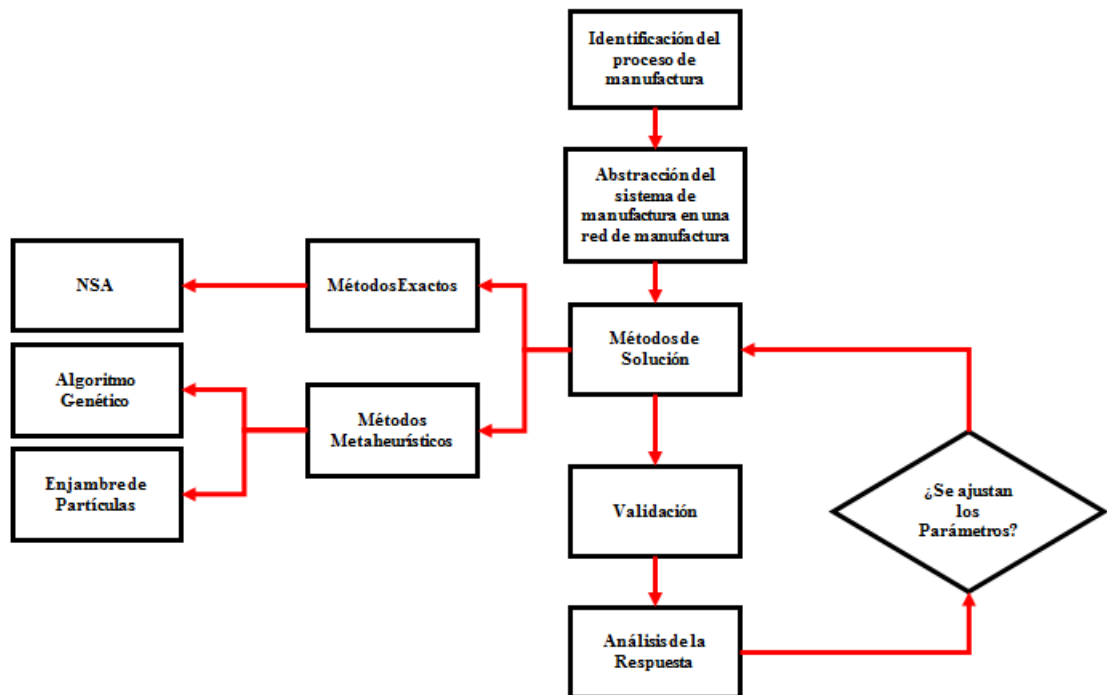 Identificación del
proceso de
manufactura
Abstracción del
sistema de
manufactura en una
red de manufactura
NSA
Métodos Exactos
Métodos de
Solución
Algoritmo
Genético
Métodos
Metaheurísticos
Enjambre de
Partículas
Validación
¿Se ajustan
los
Parámetros?
Análisis de la
Respuesta